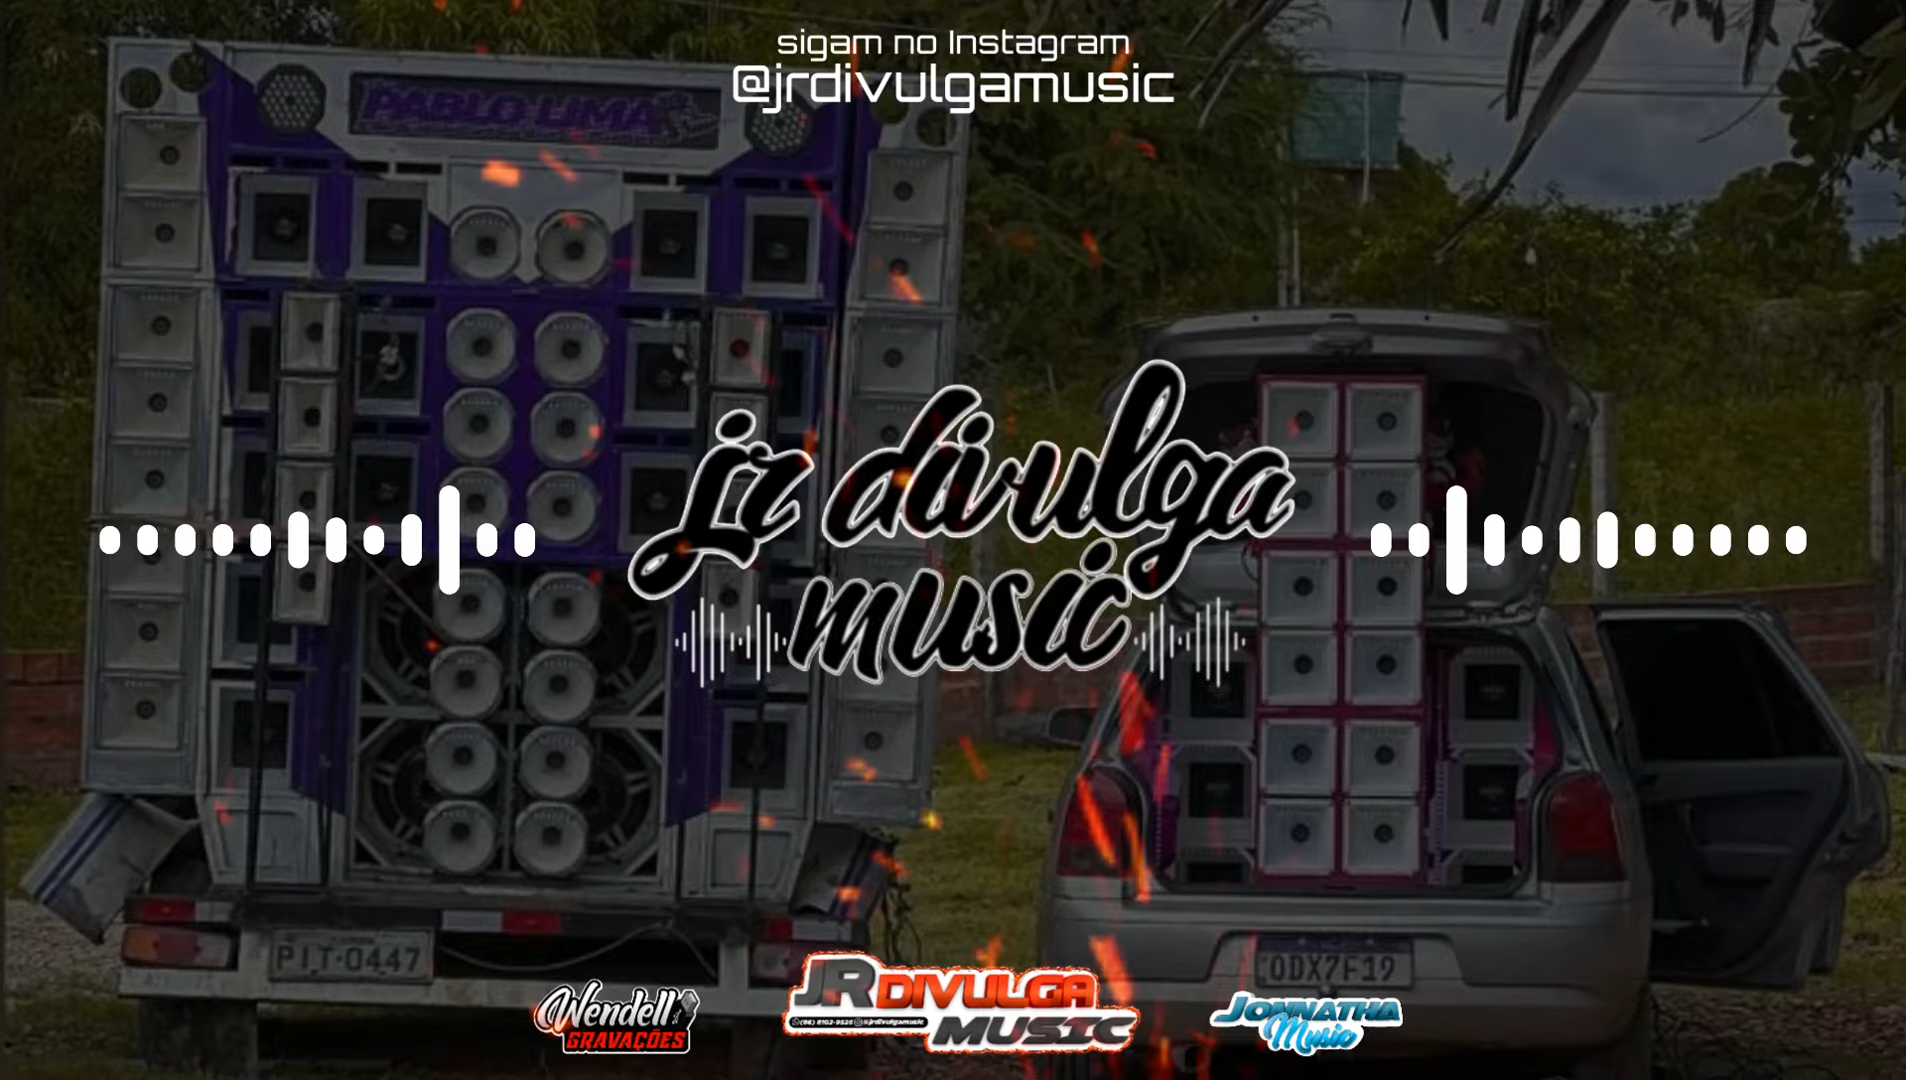 sigam no Instagram
@jrdivulgamusic
PABLO LIMA
jr divulga
music
PIT-0447
ODX7F19
Wendell
GRAVAÇÕES
JR DIVULGA
MUSIC
@jrdivulgamusic
JONNATHA
Music